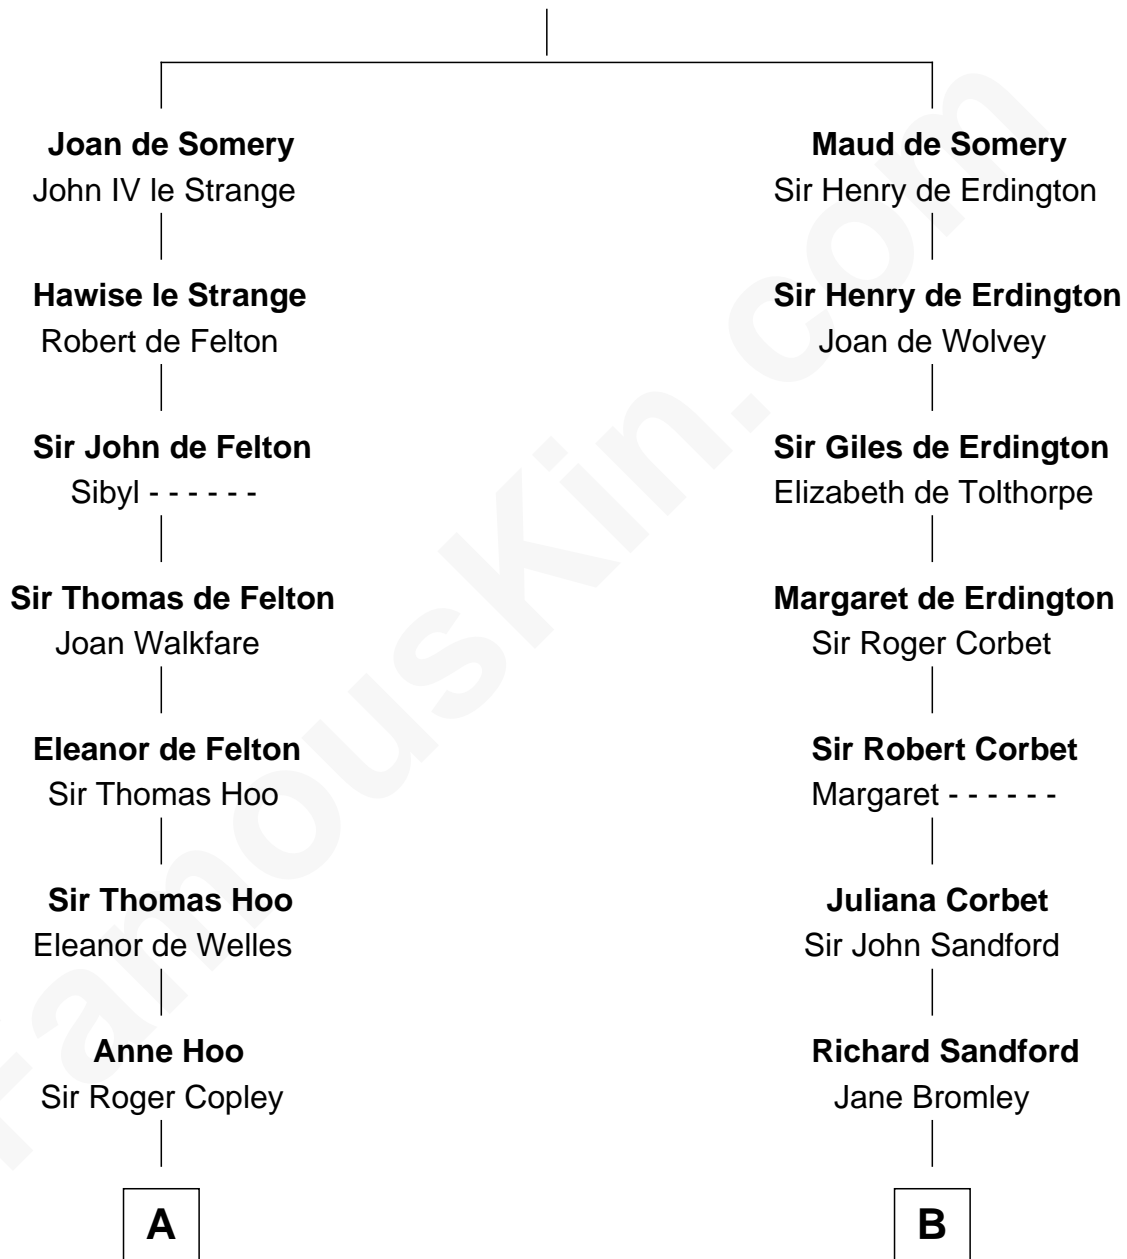 Joan de Somery
John IV le Strange
Hawise le Strange
Robert de Felton
Sir John de Felton
Sibyl - - - - - -
Sir Thomas de Felton
Joan Walkfare
Eleanor de Felton
Sir Thomas Hoo
Sir Thomas Hoo
Eleanor de Welles
Anne Hoo
Sir Roger Copley
A
Maud de Somery
Sir Henry de Erdington
Sir Henry de Erdington
Joan de Wolvey
Sir Giles de Erdington
Elizabeth de Tolthorpe
Margaret de Erdington
Sir Roger Corbet
Sir Robert Corbet
Margaret - - - - - -
Juliana Corbet
Sir John Sandford
Richard Sandford
Jane Bromley
B
FamousKin.com